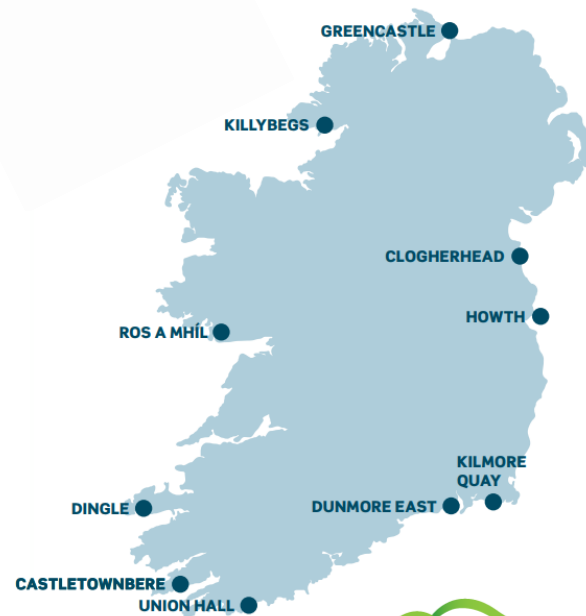 GREENCASTLE
KILLYBEGS
CLOGHERHEAD
HOWTH
ROS A MHÍL
KILMORE
QUAY
DINGLE
DUNMORE EAST
CASTLETOWNBERE
UNION HALL